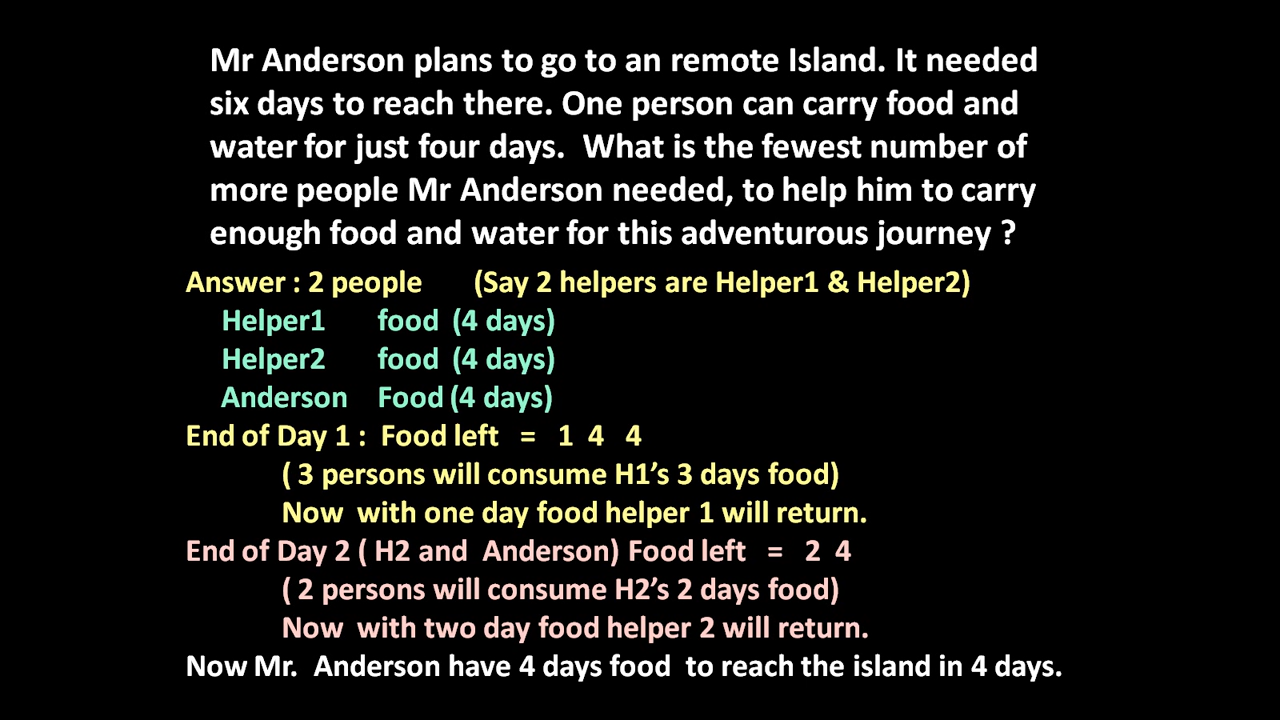 Mr Anderson plans to go to an remote Island. It needed
six days to reach there. One person can carry food and
water for just four days. What is the fewest number of
more people Mr Anderson needed, to help him to carry
enough food and water for this adventurous journey ?
Answer : 2 people (Say 2 helpers are Helper1 & Helper2)
Helper1 food (4 days)
Helper2 food (4 days)
Anderson Food (4 days)
End of Day 1 : Food left = 1 4 4
( 3 persons will consume H1’s 3 days food)
Now with one day food helper 1 will return.
End of Day 2 ( H2 and Anderson) Food left = 2 4
( 2 persons will consume H2’s 2 days food)
Now with two day food helper 2 will return.
Now Mr. Anderson have 4 days food to reach the island in 4 days.